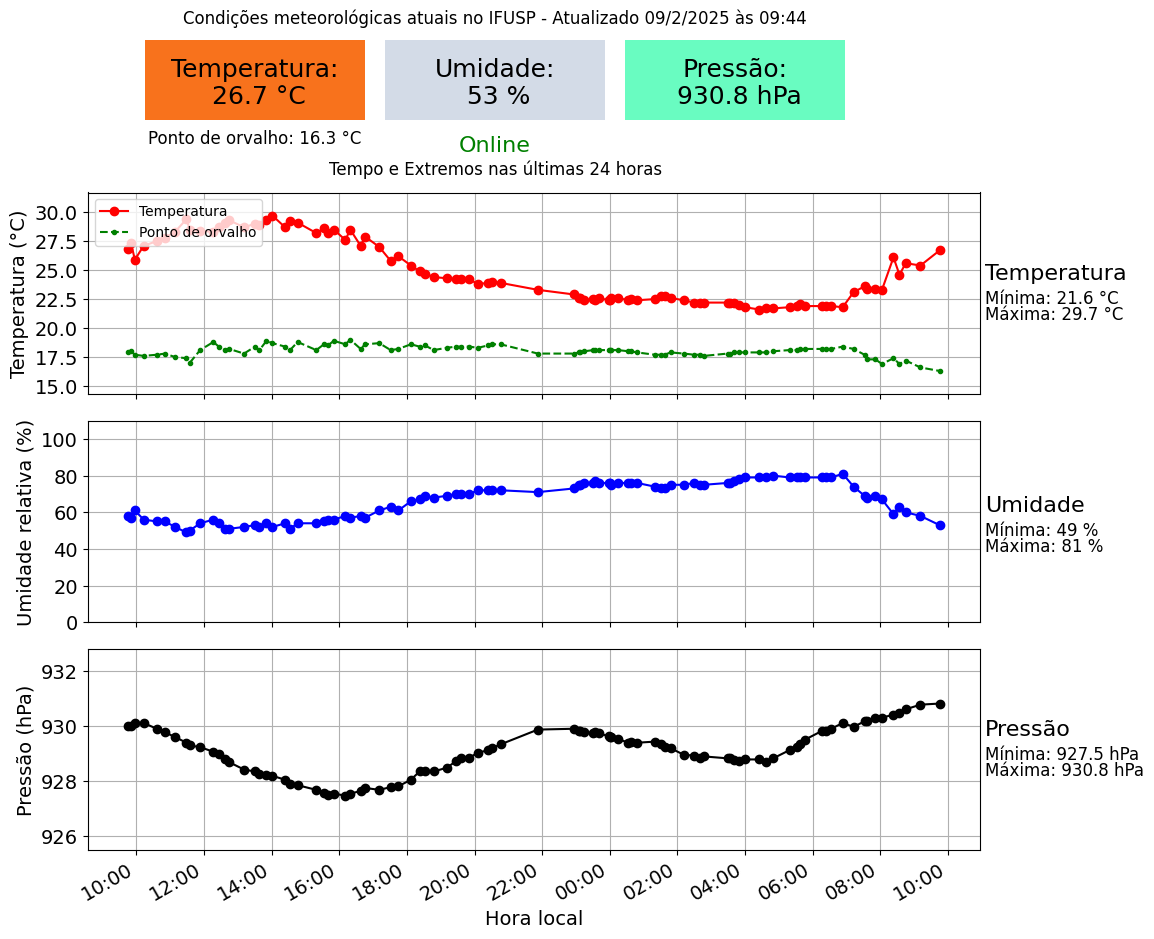 Condições meteorológicas atuais no IFUSP - Atualizado 09/2/2025 às 09:44
Temperatura:
26.7 °C
Umidade:
53 %
Pressão:
930.8 hPa
Ponto de orvalho: 16.3 °C
Online
Tempo e Extremos nas últimas 24 horas
Temperatura (°C)
30.0
27.5
25.0
22.5
20.0
17.5
15.0
Temperatura
Ponto de orvalho
Temperatura
Mínima: 21.6 °C
Máxima: 29.7 °C
Umidade relativa (%)
100
80
60
40
20
0
Umidade
Mínima: 49 %
Máxima: 81 %
Pressão (hPa)
932
930
928
926
Pressão
Mínima: 927.5 hPa
Máxima: 930.8 hPa
10:00 12:00 14:00 16:00 18:00 20:00 22:00 00:00 02:00 04:00 06:00 08:00 10:00
Hora local